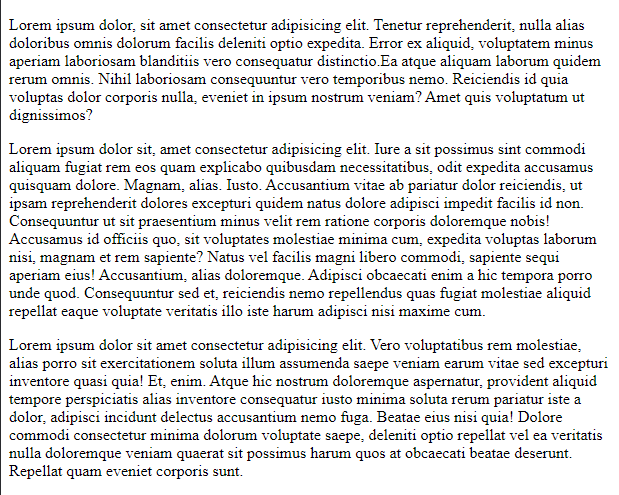 Lorem ipsum dolor, sit amet consectetur adipisicing elit. Tenetur reprehenderit, nulla alias
doloribus omnis dolorum facilis deleniti optio expedita. Error ex aliquid, voluptatem minus
aperiam laboriosam blanditiis vero consequatur distinctio.Ea atque aliquam laborum quidem
rerum omnis. Nihil laboriosam consequuntur vero temporibus nemo. Reiciendis id quia
voluptas dolor corporis nulla, eveniet in ipsum nostrum veniam? Amet quis voluptatum ut
dignissimos?
Lorem ipsum dolor sit, amet consectetur adipisicing elit. Iure a sit possimus sint commodi
aliquam fugiat rem eos quam explicabo quibusdam necessitatibus, odit expedita accusamus
quisquam dolore. Magnam, alias. Iusto. Accusantium vitae ab pariatur dolor reiciendis, ut
ipsam reprehenderit dolores excepturi quidem natus dolore adipisci impedit facilis id non.
Consequuntur ut sit praesentium minus velit rem ratione corporis doloremque nobis!
Accusamus id officiis quo, sit voluptates molestiae minima cum, expedita voluptas laborum
nisi, magnam et rem sapiente? Natus vel facilis magni libero commodi, sapiente sequi
aperiam eius! Accusantium, alias doloremque. Adipisci obcaecati enim a hic tempora porro
unde quod. Consequuntur sed et, reiciendis nemo repellendus quas fugiat molestiae aliquid
repellat eaque voluptate veritatis illo iste harum adipisci nisi maxime cum.
Lorem ipsum dolor sit amet consectetur adipisicing elit. Vero voluptatibus rem molestiae,
alias porro sit exercitationem soluta illum assumenda saepe veniam earum vitae sed excepturi
inventore quasi quia! Et, enim. Atque hic nostrum doloremque aspernatur, provident aliquid
tempore perspiciatis alias inventore consequatur iusto minima soluta rerum pariatur iste a
dolor, adipisci incidunt delectus accusantium nemo fuga. Beatae eius nisi quia! Dolore
commodi consectetur minima dolorum voluptate saepe, deleniti optio repellat vel ea veritatis
nulla doloremque veniam quaerat sit possimus harum quos at obcaecati beatae deserunt.
Repellat quam eveniet corporis sunt.